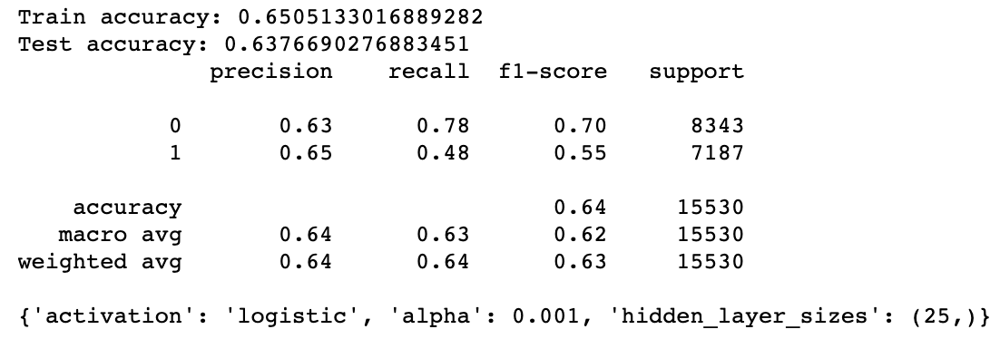 Train accuracy: 0.6505133016889282
Test accuracy: 0.6376690276883451
precision recall f1-score support
0 0.63 0.78 0.70 8343
1 0.65 0.48 0.55 7187
accuracy 0.64 15530
macro avg 0.64 0.63 0.62 15530
weighted avg 0.64 0.64 0.63 15530
{'activation': 'logistic', 'alpha': 0.001, 'hidden_layer_sizes': (25,)}